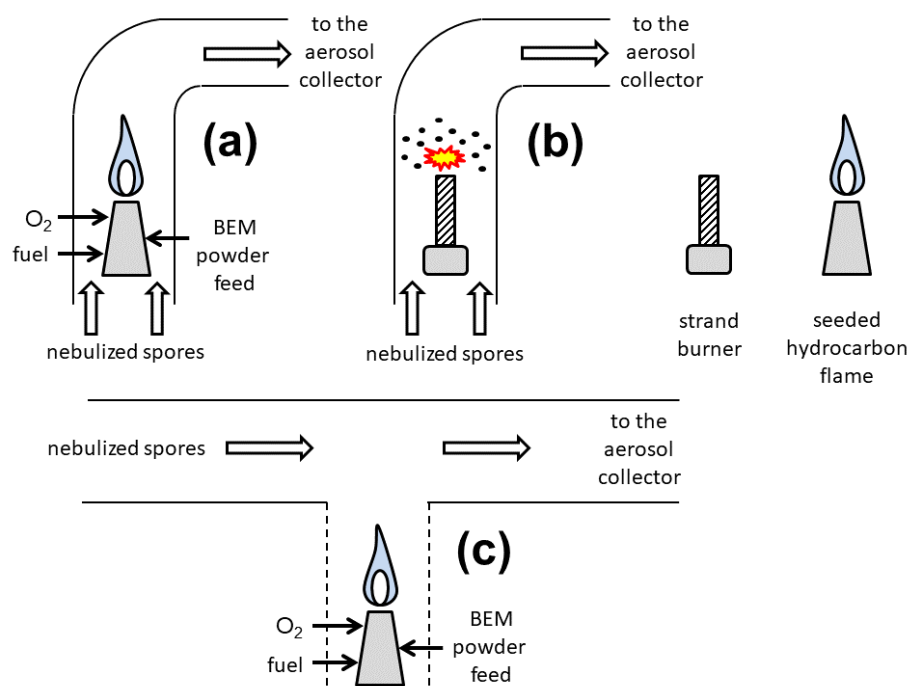 to the
aerosol
collector
(a)
O₂
fuel
BEM
powder
feed
nebulized spores
to the
aerosol
collector
(b)
nebulized spores
strand
burner
seeded
hydrocarbon
flame
nebulized spores
to the
aerosol
collector
(c)
O₂
fuel
BEM
powder
feed